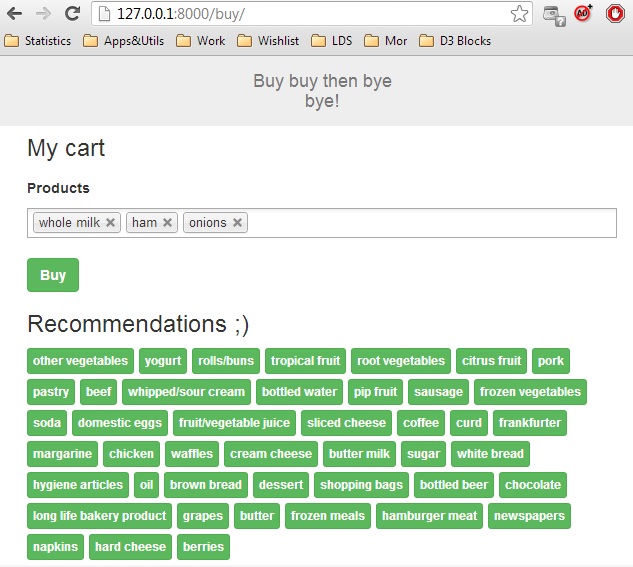 127.0.0.1:8000/buy/
Statistics Apps&Utils Work Wishlist LDS Mor D3 Blocks
Buy buy then bye
bye!
My cart
Products
whole milk ham onions
Buy
Recommendations ;)
other vegetables yogurt rolls/buns tropical fruit root vegetables citrus fruit pork
pastry beef whipped/sour cream bottled water pip fruit sausage frozen vegetables
soda domestic eggs fruit/vegetable juice sliced cheese coffee curd frankfurter
margarine chicken waffles cream cheese butter milk sugar white bread
hygiene articles oil brown bread dessert shopping bags bottled beer chocolate
long life bakery product grapes butter frozen meals hamburger meat newspapers
napkins hard cheese berries